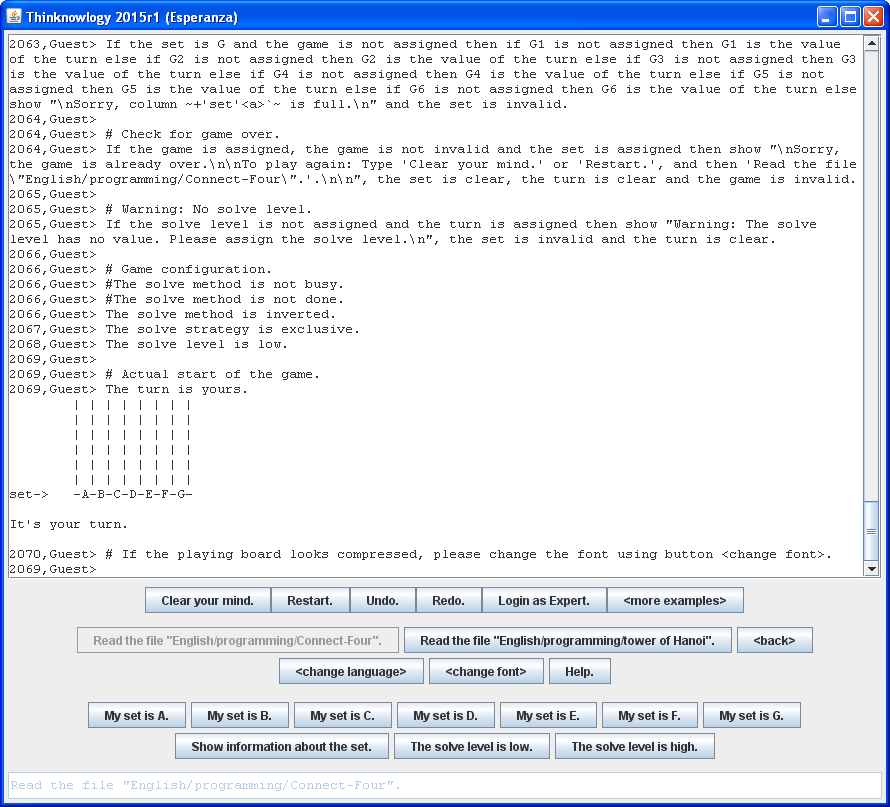 Thinknowlogy 2015r1 (Esperanza)
2063,Guest> If the set is G and the game is not assigned then if G1 is not assigned then G1 is the value
of the turn else if G2 is not assigned then G2 is the value of the turn else if G3 is not assigned then G3
is the value of the turn else if G4 is not assigned then G4 is the value of the turn else if G5 is not
assigned then G5 is the value of the turn else if G6 is not assigned then G6 is the value of the turn else
show "\nSorry, column ~+'set'<a>`~ is full.\n" and the set is invalid.
2064,Guest>
2064,Guest> # Check for game over.
2064,Guest> If the game is assigned, the game is not invalid and the set is assigned then show "\nSorry,
the game is already over.\n\nTo play again: Type 'Clear your mind.' or 'Restart.', and then 'Read the file
\"English/programming/Connect-Four\".'.\n\n", the set is clear, the turn is clear and the game is invalid.
2065,Guest>
2065,Guest> # Warning: No solve level.
2065,Guest> If the solve level is not assigned and the turn is assigned then show "Warning: The solve
level has no value. Please assign the solve level.\n", the set is invalid and the turn is clear.
2066,Guest>
2066,Guest> # Game configuration.
2066,Guest> #The solve method is not busy.
2066,Guest> #The solve method is not done.
2066,Guest> The solve method is inverted.
2067,Guest> The solve strategy is exclusive.
2068,Guest> The solve level is low.
2069,Guest>
2069,Guest> # Actual start of the game.
2069,Guest> The turn is yours.
| | | | | | | |
| | | | | | | |
| | | | | | | |
| | | | | | | |
| | | | | | | |
| | | | | | | |
set-> -A-B-C-D-E-F-G-
It's your turn.
2070,Guest> # If the playing board looks compressed, please change the font using button <change font>.
2069,Guest>
Clear your mind. Restart. Undo. Redo. Login as Expert. <more examples>
Read the file "English/programming/Connect-Four". Read the file "English/programming/tower of Hanoi". <back>
<change language> <change font> Help.
My set is A. My set is B. My set is C. My set is D. My set is E. My set is F. My set is G.
Show information about the set. The solve level is low. The solve level is high.
Read the file "English/programming/Connect-Four".